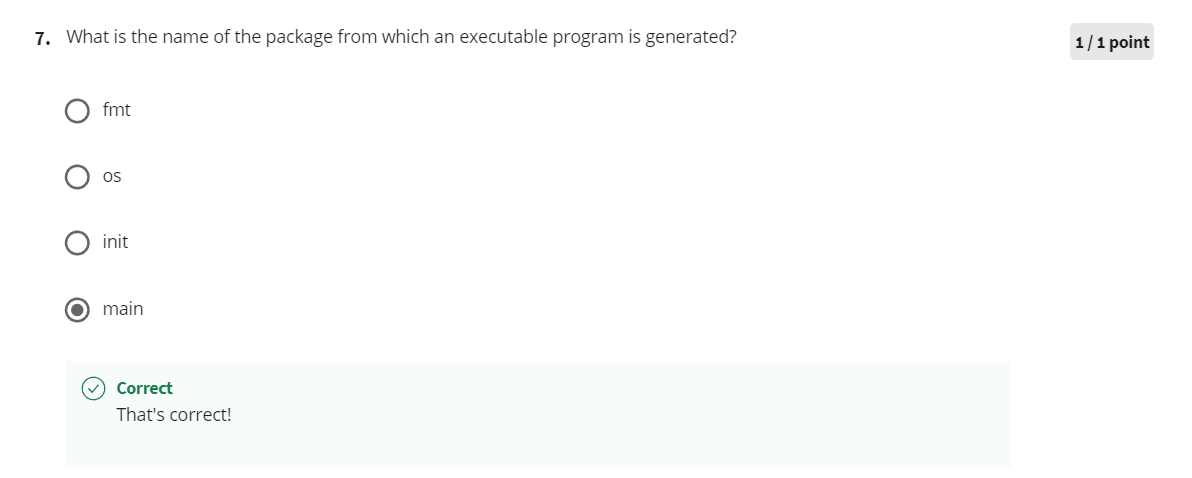 7. What is the name of the package from which an executable program is generated?
1 / 1 point
fmt
os
init
main
Correct
That's correct!